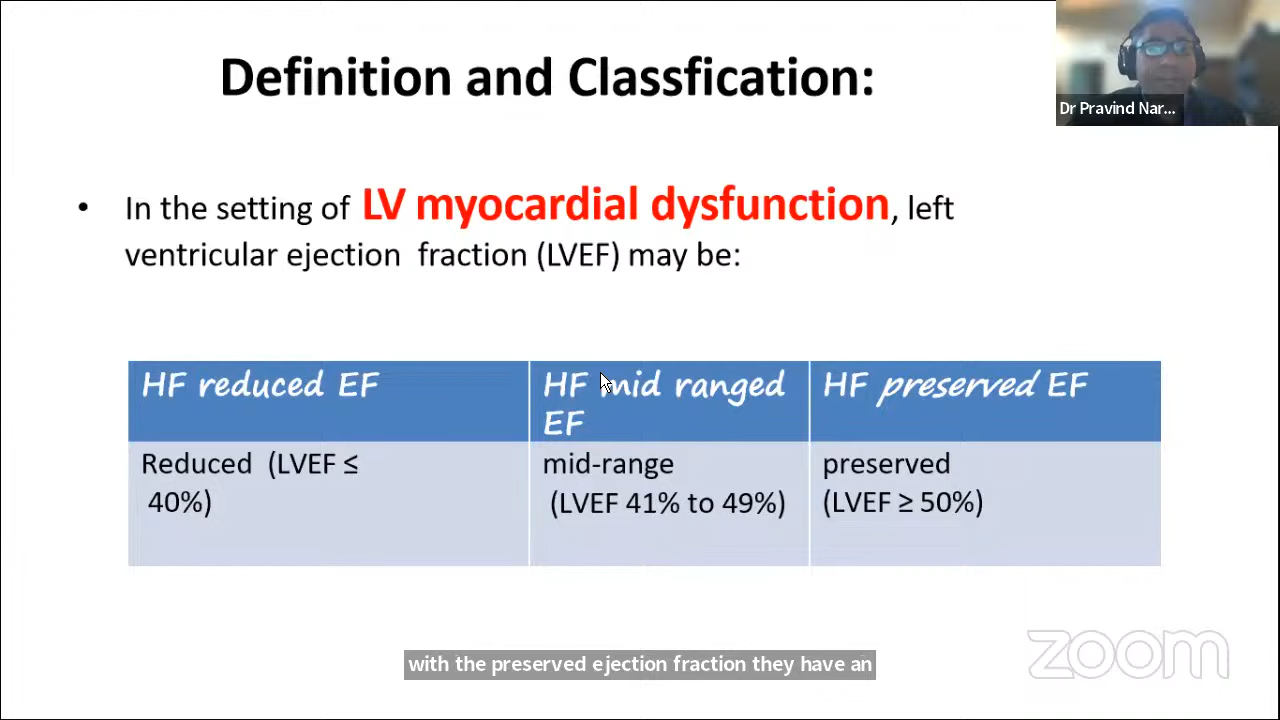 Definition and Classfication:
Dr Pravind Nar...
• In the setting of LV myocardial dysfunction, left
ventricular ejection fraction (LVEF) may be:
HF reduced EF
HF mid ranged
EF
HF preserved EF
Reduced (LVEF ≤
40%)
mid-range
(LVEF 41% to 49%)
preserved
(LVEF ≥ 50%)
with the preserved ejection fraction they have an
zoom